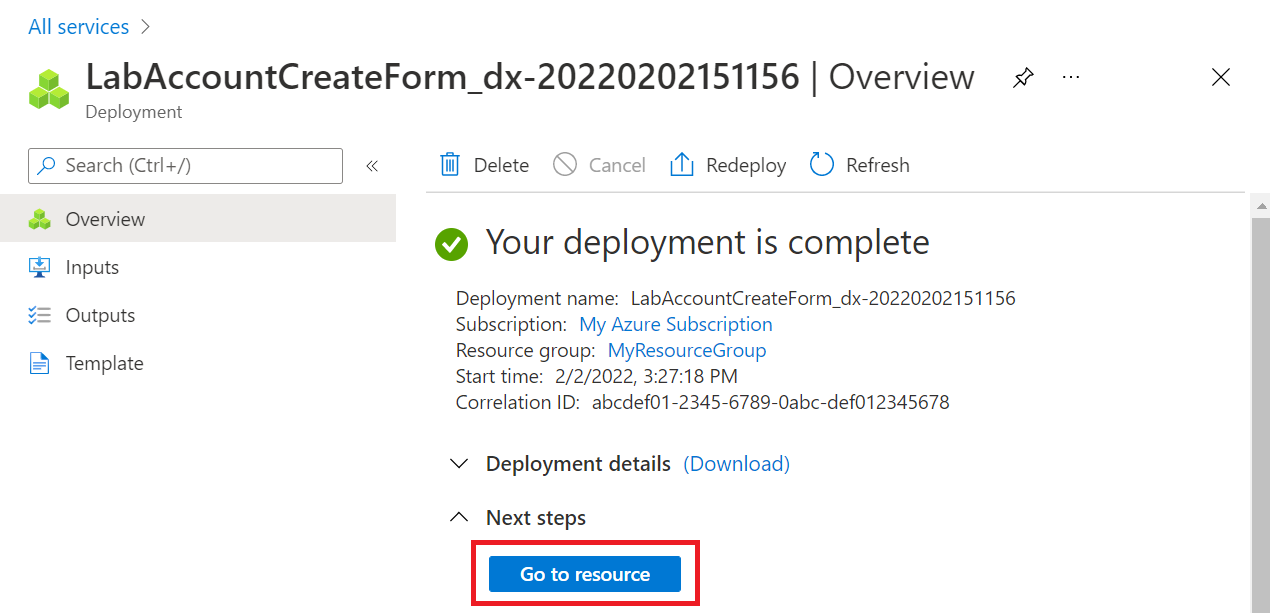 All services
LabAccountCreateForm_dx-20220202151156 | Overview
Deployment
Search (Ctrl+/)
Overview
Inputs
Outputs
Template
Delete Cancel Redeploy Refresh
Your deployment is complete
Deployment name: LabAccountCreateForm_dx-20220202151156
Subscription: My Azure Subscription
Resource group: MyResourceGroup
Start time: 2/2/2022, 3:27:18 PM
Correlation ID: abcdef01-2345-6789-0abc-def012345678
Deployment details (Download)
Next steps
Go to resource